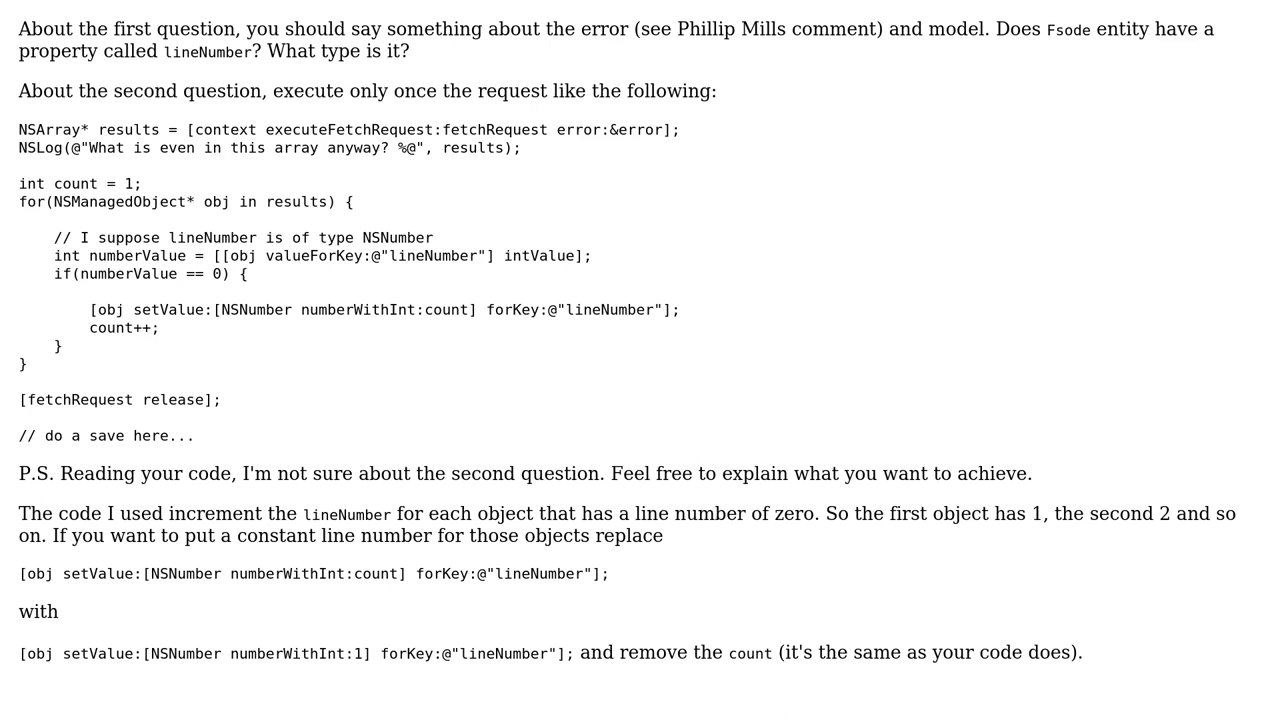 About the first question, you should say something about the error (see Phillip Mills comment) and model. Does Fsode entity have a
property called lineNumber? What type is it?
About the second question, execute only once the request like the following:
NSArray* results = [context executeFetchRequest:fetchRequest error:&error];
NSLog(@"What is even in this array anyway? %@", results);
int count = 1;
for(NSManagedObject* obj in results) {
    // I suppose lineNumber is of type NSNumber
    int numberValue = [[obj valueForKey:@"lineNumber"] intValue];
    if(numberValue == 0) {
        [obj setValue:[NSNumber numberWithInt:count] forKey:@"lineNumber"];
        count++;
    }
}
[fetchRequest release];
// do a save here...
P.S. Reading your code, I'm not sure about the second question. Feel free to explain what you want to achieve.
The code I used increment the lineNumber for each object that has a line number of zero. So the first object has 1, the second 2 and so
on. If you want to put a constant line number for those objects replace
[obj setValue:[NSNumber numberWithInt:count] forKey:@"lineNumber"];
with
[obj setValue:[NSNumber numberWithInt:1] forKey:@"lineNumber"]; and remove the count (it's the same as your code does).